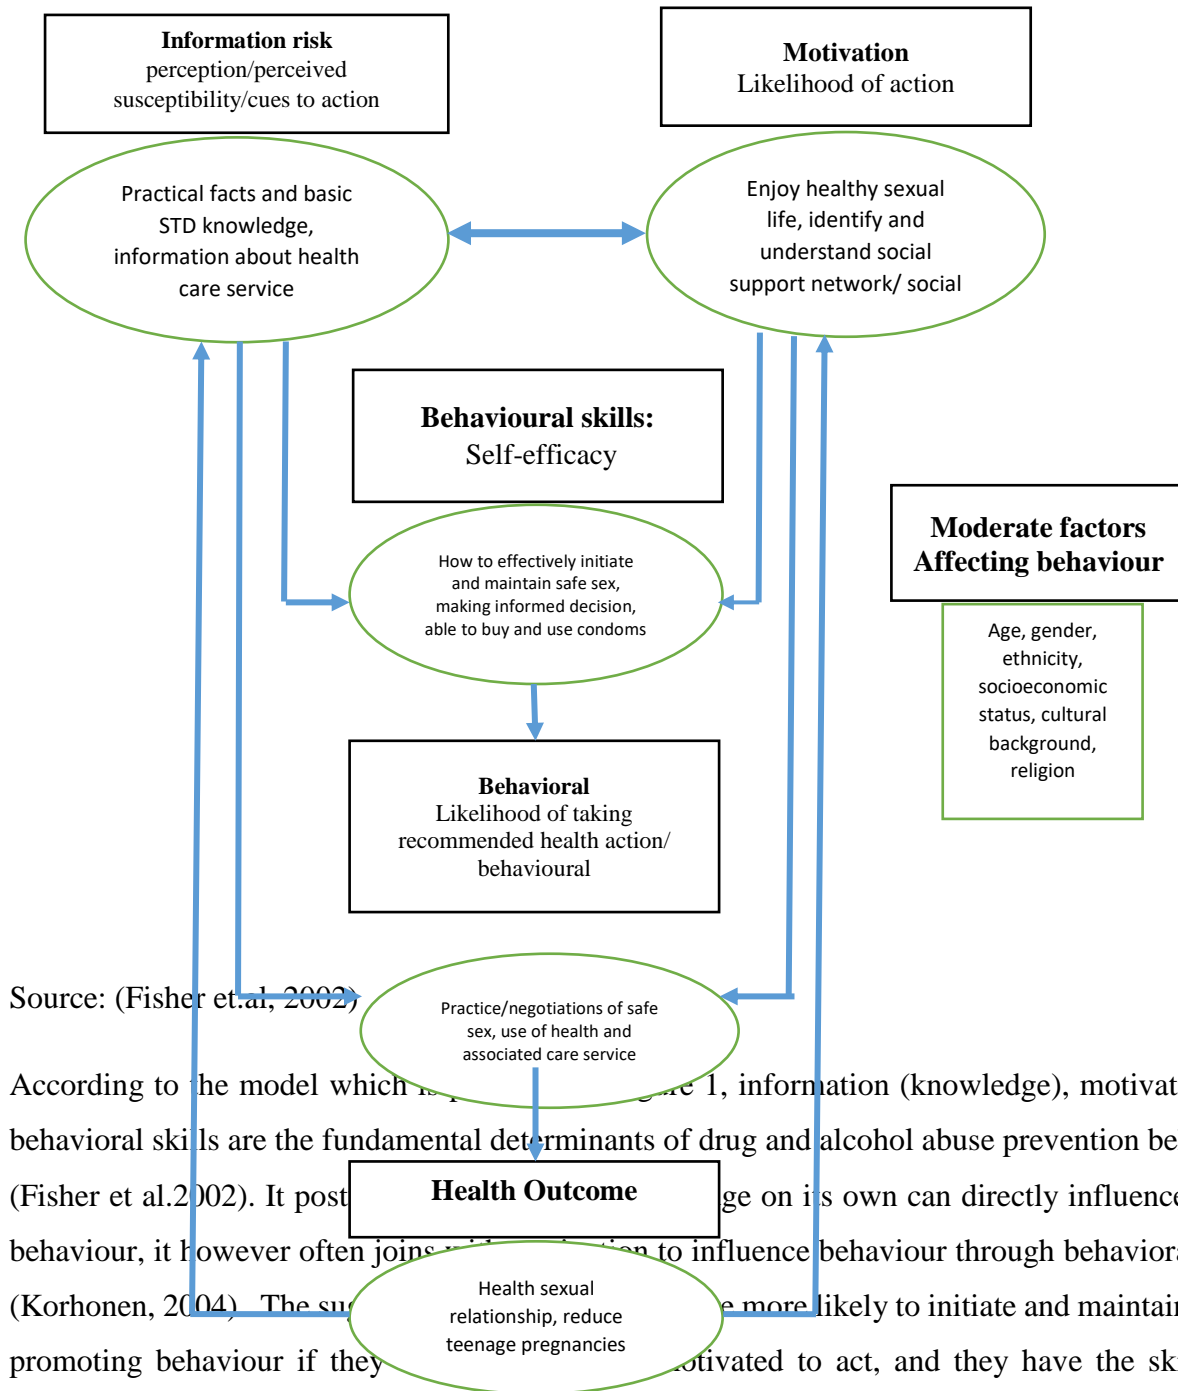 Information risk
perception/perceived
susceptibility/cues to action
Motivation
Likelihood of action
Practical facts and basic
STD knowledge,
information about health
care service
Enjoy healthy sexual
life, identify and
understand social
support network/ social
Behavioural skills:
Self-efficacy
How to effectively initiate
and maintain safe sex,
making informed decision,
able to buy and use condoms
Moderate factors
Affecting behaviour
Age, gender,
ethnicity,
socioeconomic
status, cultural
background,
religion
Behavioral
Likelihood of taking
recommended health action/
behavioural
Source: (Fisher et.al, 2002)
Practice/negotiations of safe
sex, use of health and
associated care service
According to the model which is 1, information (knowledge),
behavioral skills are the fundamental determinants of drug and alcohol abuse prevention
(Fisher et al.2002). It on its own can directly influence
Health Outcome
behaviour, it however often joins to influence behaviour through
(Korhonen, 2004). The more likely to initiate and maintain
promoting behaviour if they to act, and they have the
Health sexual
relationship, reduce
teenage pregnancies